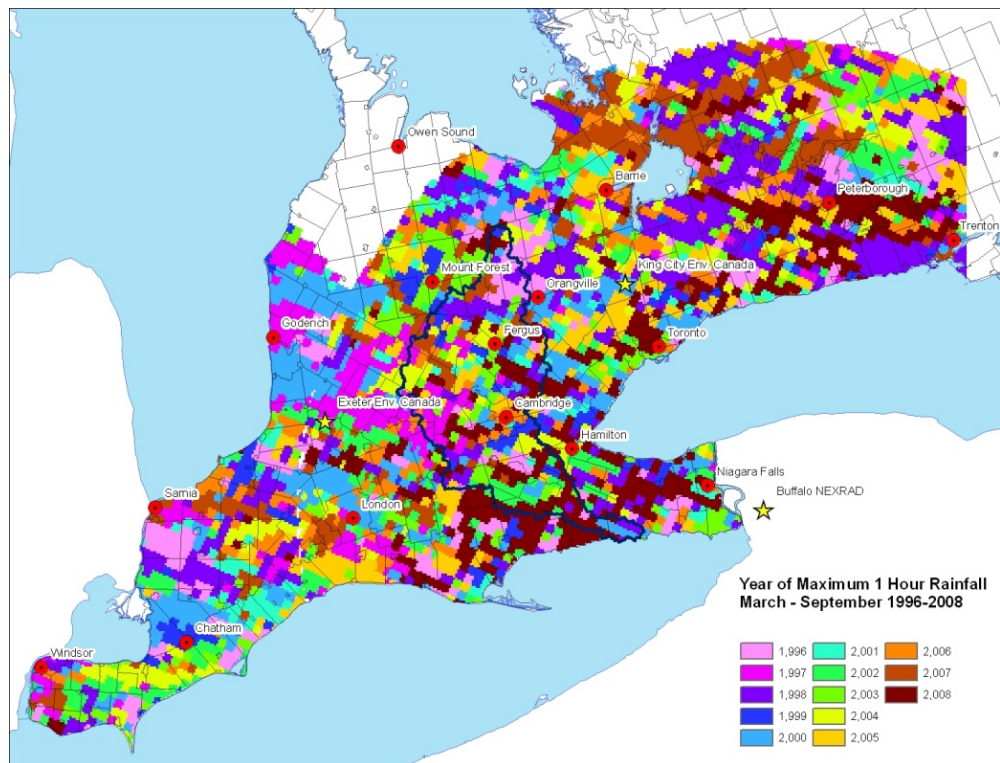 Owen Sound
Barrie
Peterborough
Trenton
Mount Forest
King City Env. Canada
Orangville
Goderich
Fergus
Toronto
Exeter Env. Canada
Cambridge
Hamilton
Niagara Falls
Buffalo NEXRAD
Sarnia
London
Year of Maximum 1 Hour Rainfall
March - September 1996-2008
Chatham
Windsor
1,996 2,001 2,006
1,997 2,002 2,007
1,998 2,003 2,008
1,999 2,004
2,000 2,005